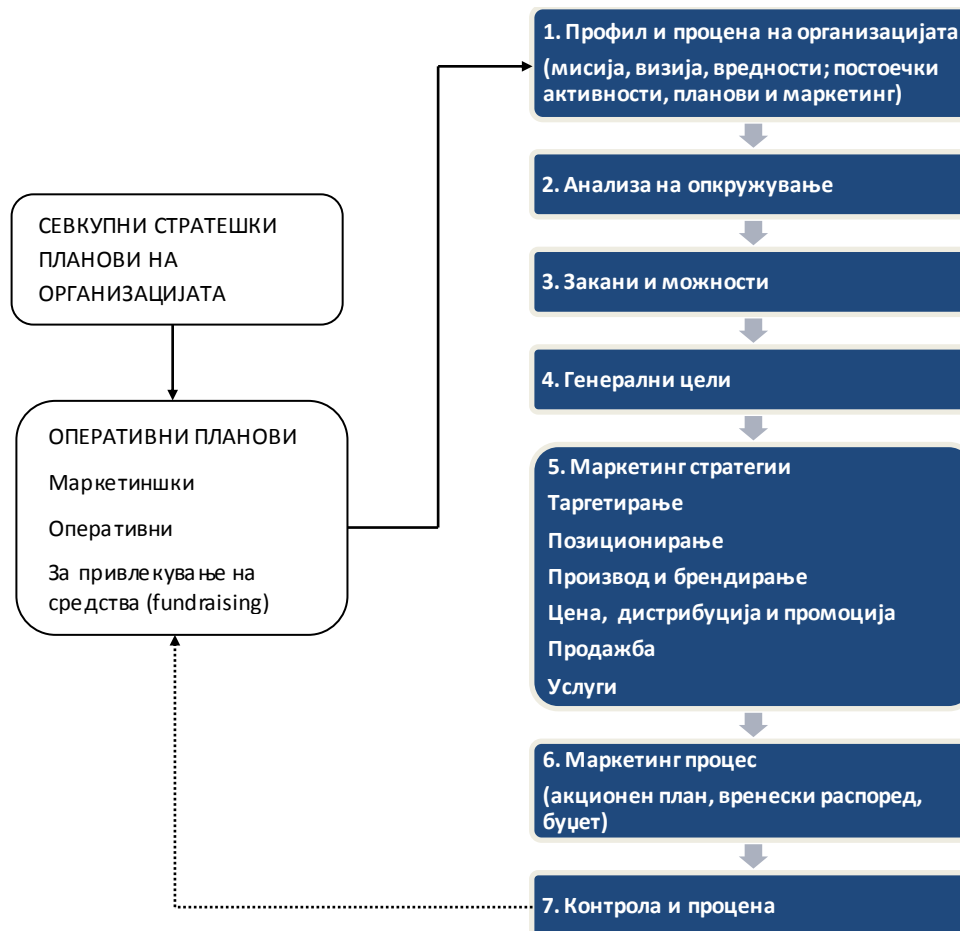 СЕВКУПНИ СТРАТЕШКИ
ПЛАНОВИ НА
ОРГАНИЗАЦИЈАТА
ОПЕРАТИВНИ ПЛАНОВИ
Маркетиншки
Оперативни
За привлекување на
средства (fundraising)
1. Профил и процена на организацијата
(мисија, визија, вредности; постоечки
активности, планови и маркетинг)
2. Анализа на опкружување
3. Закани и можности
4. Генерални цели
5. Маркетинг стратегии
Таргетирање
Позиционирање
Производ и брендирање
Цена, дистрибуција и промоција
Продажба
Услуги
6. Маркетинг процес
(акционен план, вренески распоред,
буџет)
7. Контрола и процена